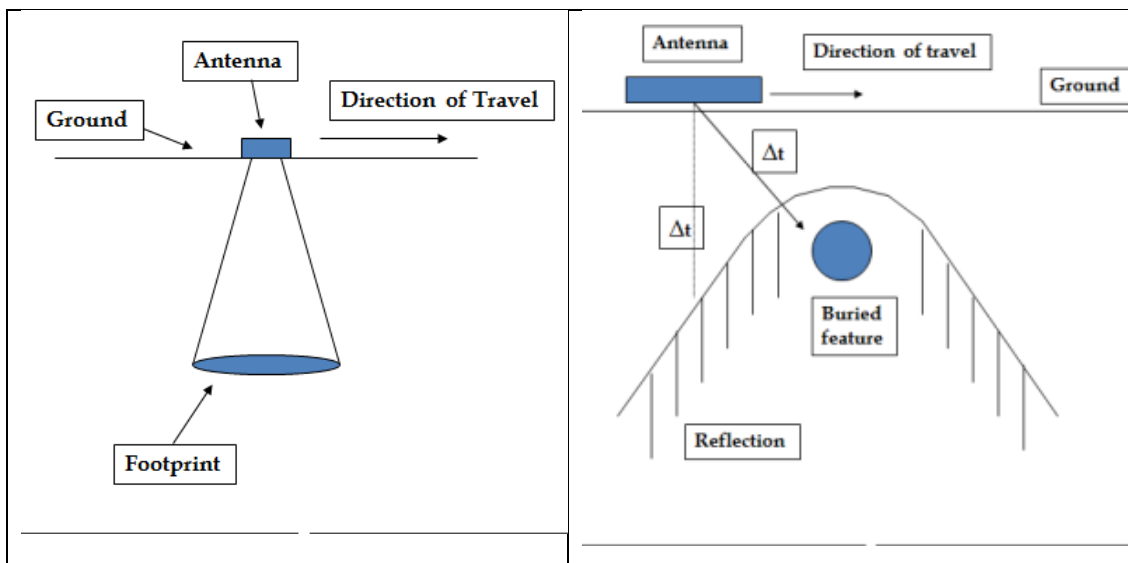 Antenna
Direction of Travel
Ground
Footprint
Antenna
Direction of travel
Ground
Δt
Δt
Buried
feature
Reflection